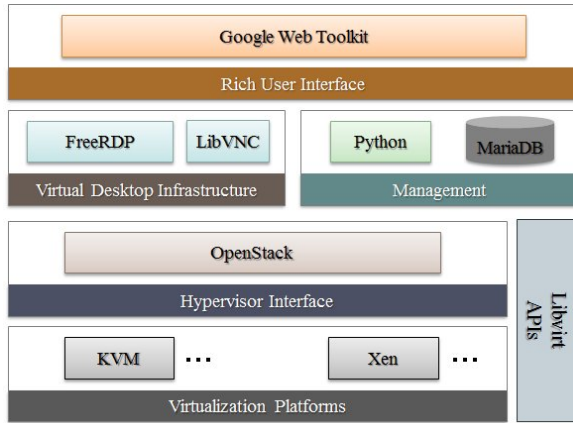 Google Web Toolkit
Rich User Interface
FreeRDP
LibVNC
Virtual Desktop Infrastructure
Python
MariaDB
Management
OpenStack
Hypervisor Interface
Libvirt
APIs
KVM
...
Xen
...
Virtualization Platforms